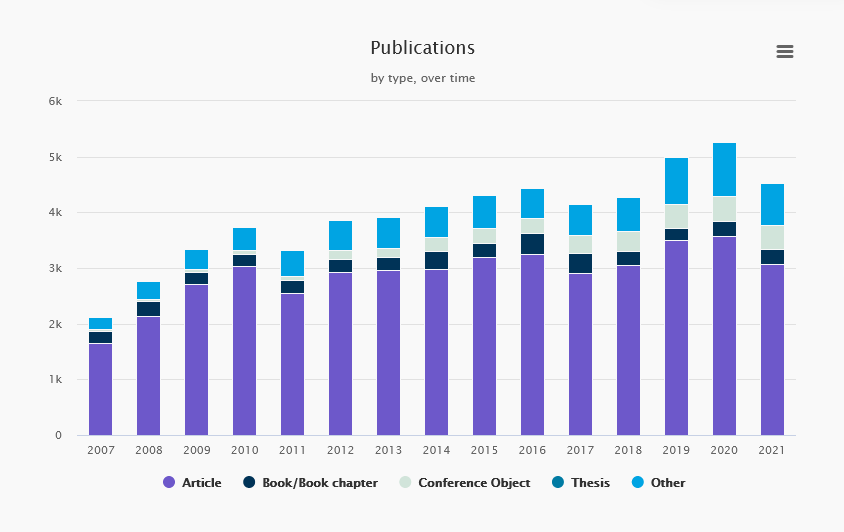 Publications
by type, over time
6k
5k
4k
3k
2k
1k
0
2007 2008 2009 2010 2011 2012 2013 2014 2015 2016 2017 2018 2019 2020 2021
Article Book/Book chapter Conference Object Thesis Other